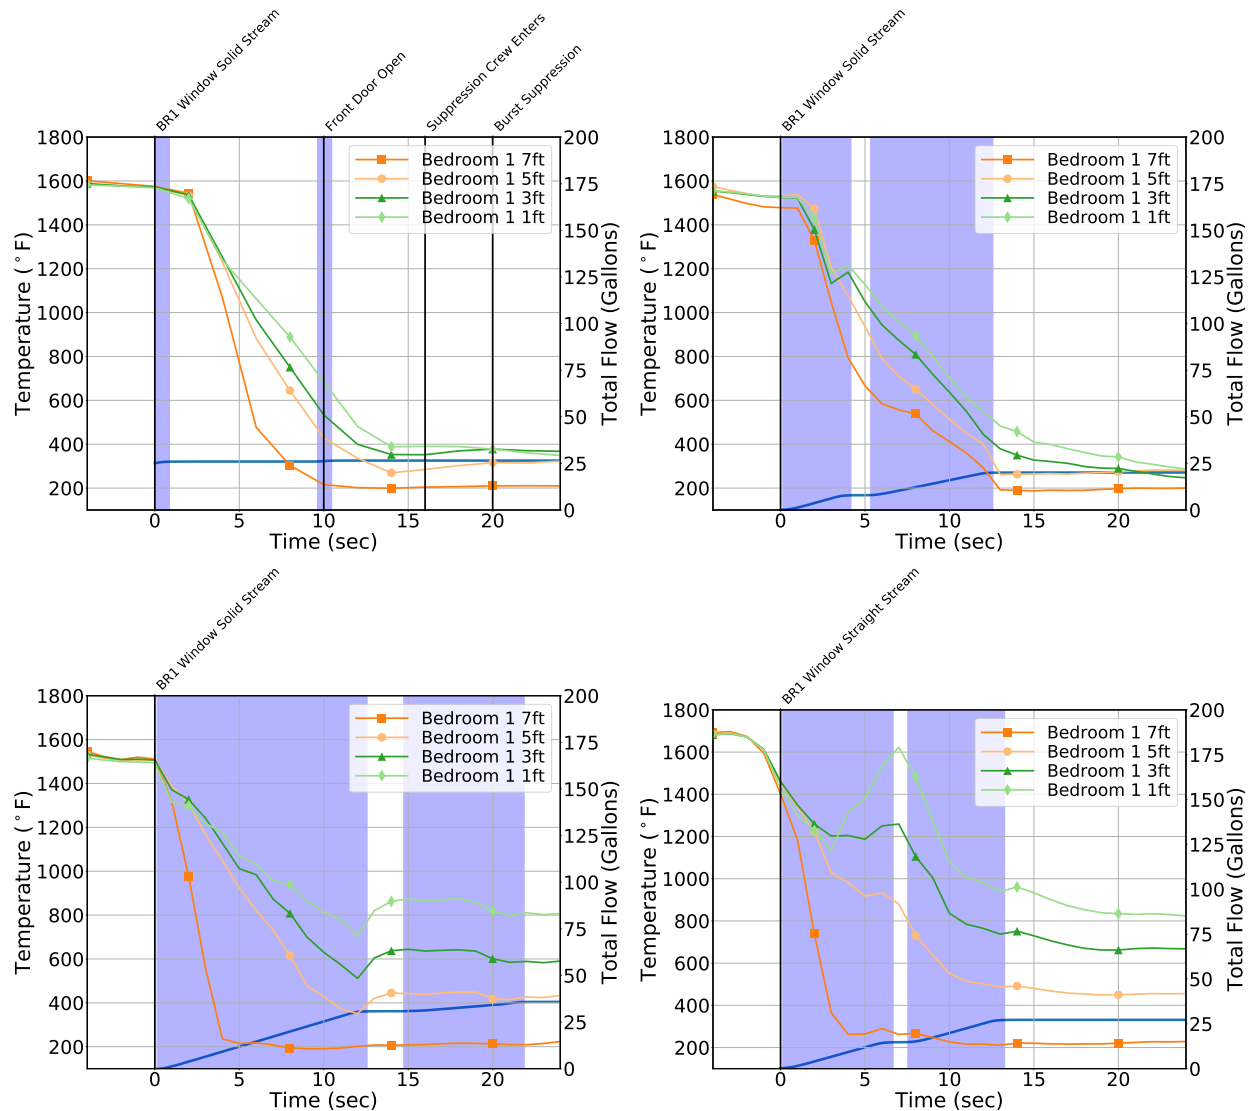 BR1 Window Solid Stream
Front Door Open
Suppression Crew Enters
Burst Suppression
1800
1600
1400
1200
1000
800
600
400
200
Temperature (°F)
200
175
150
125
100
75
50
25
0
Total Flow (Gallons)
Bedroom 1 7ft
Bedroom 1 5ft
Bedroom 1 3ft
Bedroom 1 1ft
0 5 10 15 20
Time (sec)
BR1 Window Solid Stream
1800
1600
1400
1200
1000
800
600
400
200
Temperature (°F)
200
175
150
125
100
75
50
25
0
Total Flow (Gallons)
Bedroom 1 7ft
Bedroom 1 5ft
Bedroom 1 3ft
Bedroom 1 1ft
0 5 10 15 20
Time (sec)
BR1 Window Solid Stream
1800
1600
1400
1200
1000
800
600
400
200
Temperature (°F)
200
175
150
125
100
75
50
25
0
Total Flow (Gallons)
Bedroom 1 7ft
Bedroom 1 5ft
Bedroom 1 3ft
Bedroom 1 1ft
0 5 10 15 20
Time (sec)
BR1 Window Straight Stream
1800
1600
1400
1200
1000
800
600
400
200
Temperature (°F)
200
175
150
125
100
75
50
25
0
Total Flow (Gallons)
Bedroom 1 7ft
Bedroom 1 5ft
Bedroom 1 3ft
Bedroom 1 1ft
0 5 10 15 20
Time (sec)